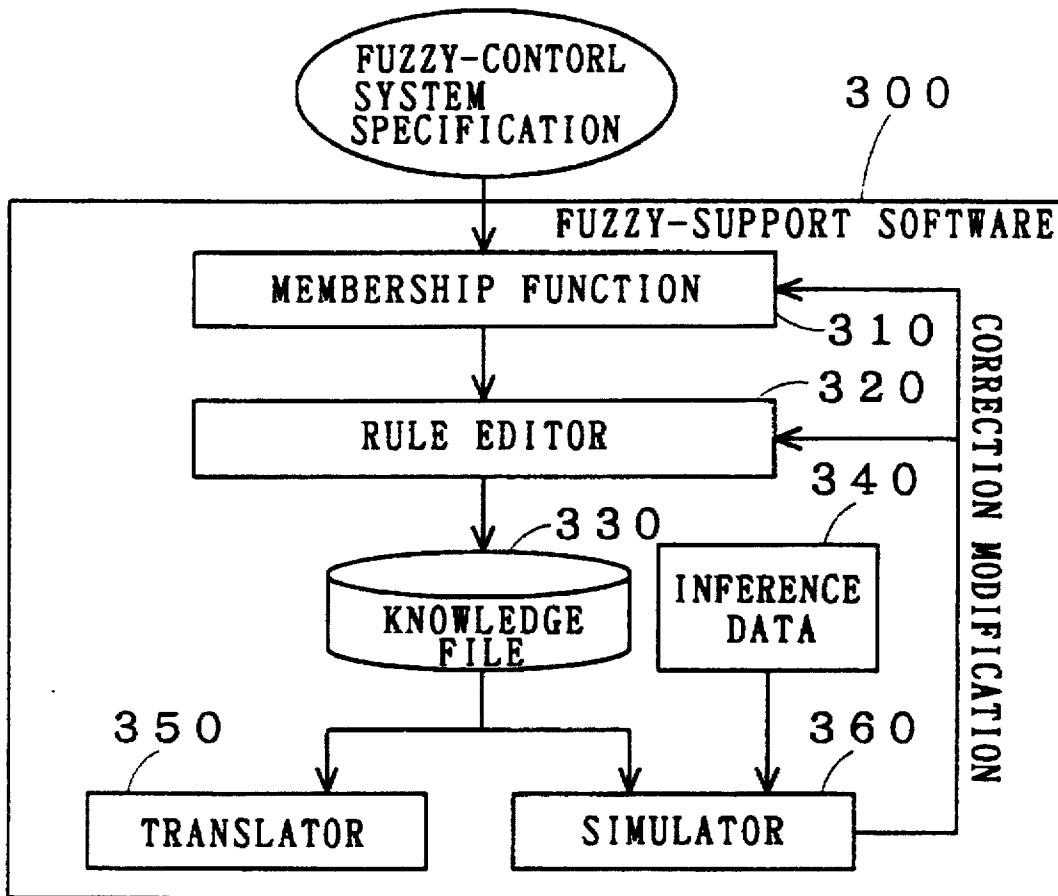 FUZZY-CONTORL
SYSTEM
SPECIFICATION
300
FUZZY-SUPPORT SOFTWARE
MEMBERSHIP FUNCTION
310
320
RULE EDITOR
340
330
INFERENCE
DATA
KNOWLEDGE
FILE
CORRECTION MODIFICATION
350
360
TRANSLATOR
SIMULATOR